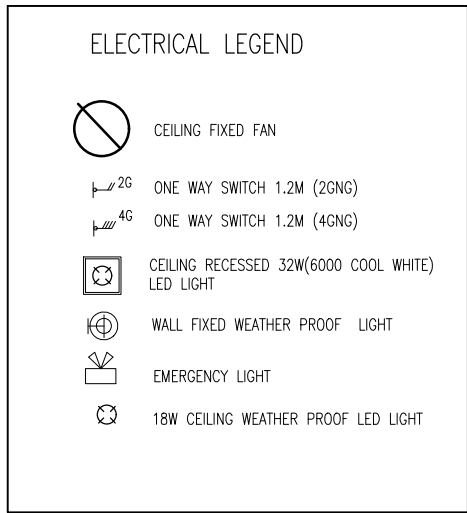 ELECTRICAL LEGEND
CEILING FIXED FAN
2G ONE WAY SWITCH 1.2M (2GNG)
4G ONE WAY SWITCH 1.2M (4GNG)
CEILING RECESSED 32W(6000 COOL WHITE)
LED LIGHT
WALL FIXED WEATHER PROOF LIGHT
EMERGENCY LIGHT
18W CEILING WEATHER PROOF LED LIGHT